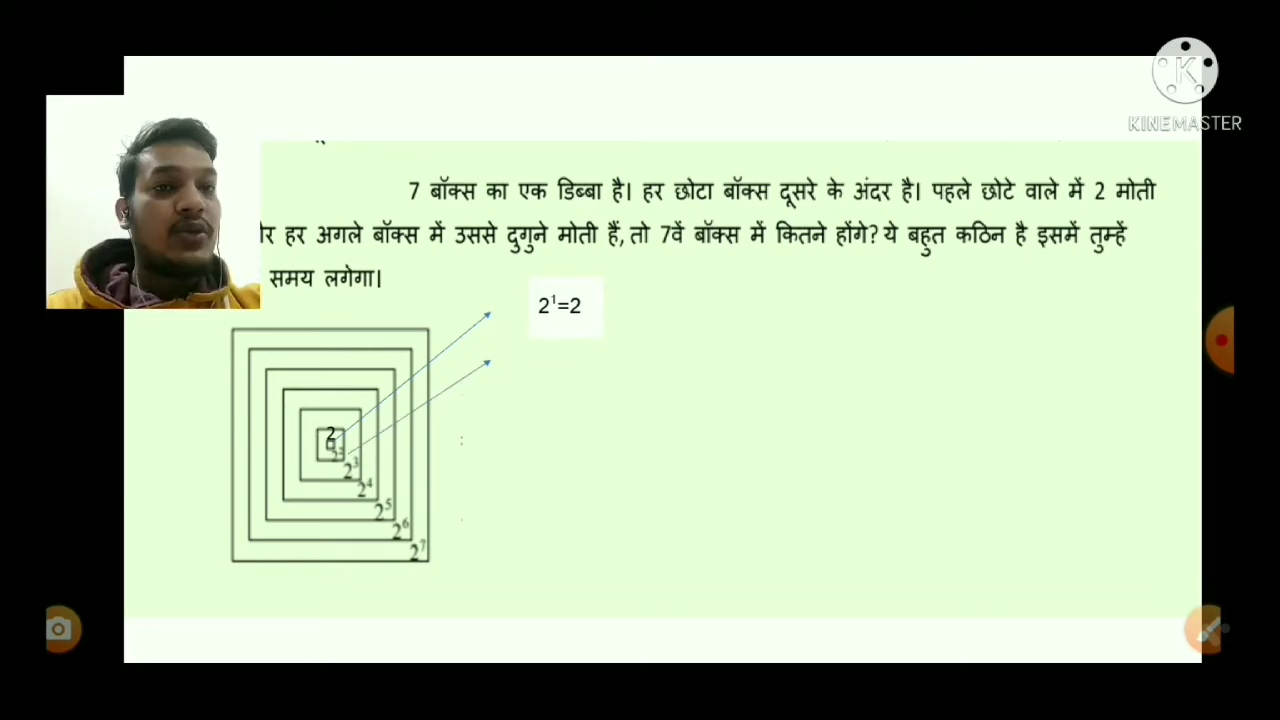 KINEMASTER
7 बॉक्स का एक डिब्बा है। हर छोटा बॉक्स दूसरे के अंदर है। पहले छोटे वाले में 2 मोती
हर अगले बॉक्स में उससे दुगुने मोती हैं, तो 7वें बॉक्स में कितने होंगे? ये बहुत कठिन है इसमें तुम्हें
समय लगेगा।
2¹=2
2
2²
2³
2⁴
2⁵
2⁶
2⁷